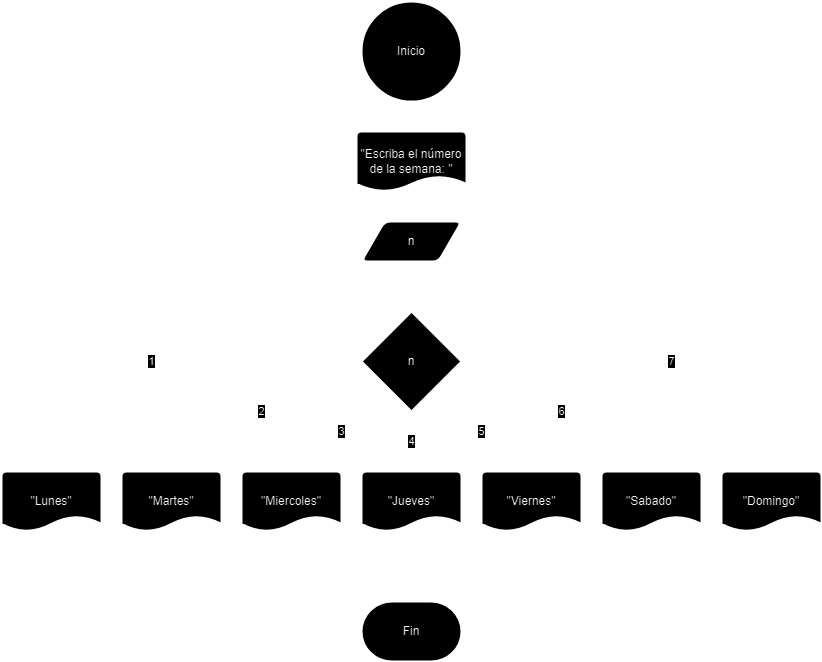 Inicio
"Escriba el número
de la semana: "
n
n
1
7
2
6
3
5
4
"Lunes"
"Martes"
"Miercoles"
"Jueves"
"Viernes"
"Sabado"
"Domingo"
Fin